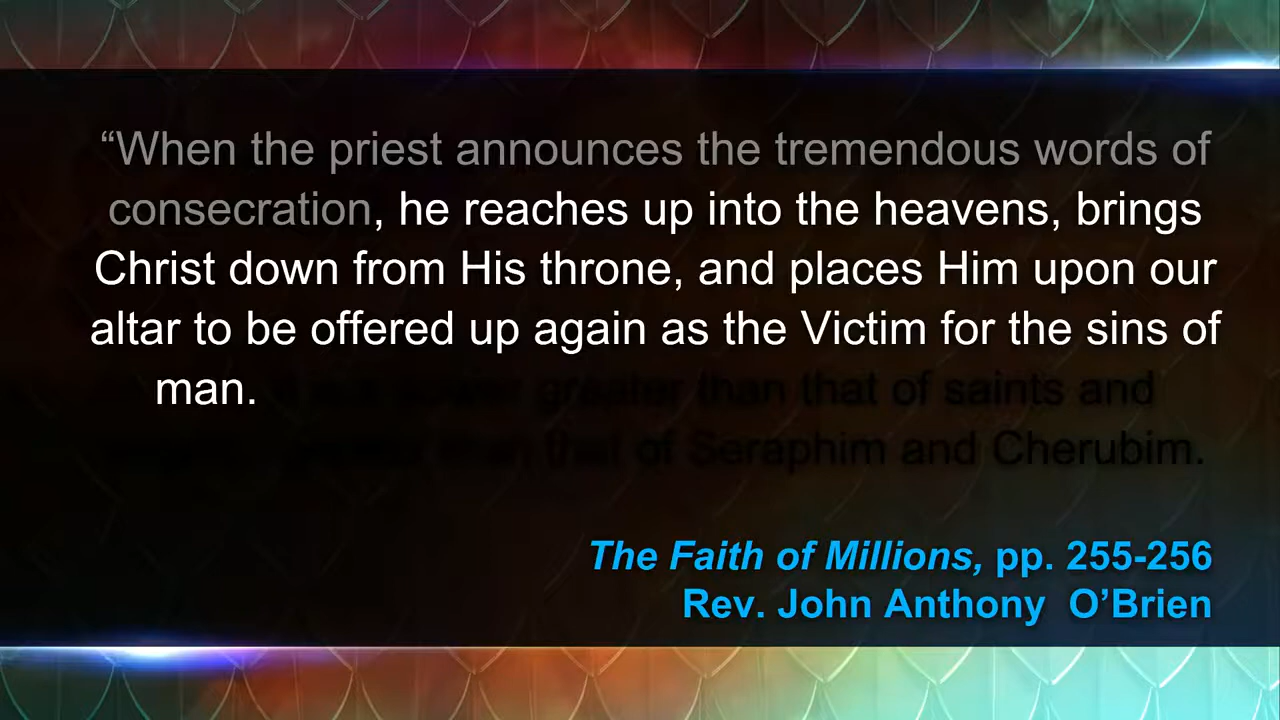 “When the priest announces the tremendous words of
consecration, he reaches up into the heavens, brings
Christ down from His throne, and places Him upon our
altar to be offered up again as the Victim for the sins of
man. greater than that of saints and
that of Seraphim and Cherubim.
The Faith of Millions, pp. 255-256
Rev. John Anthony O’Brien